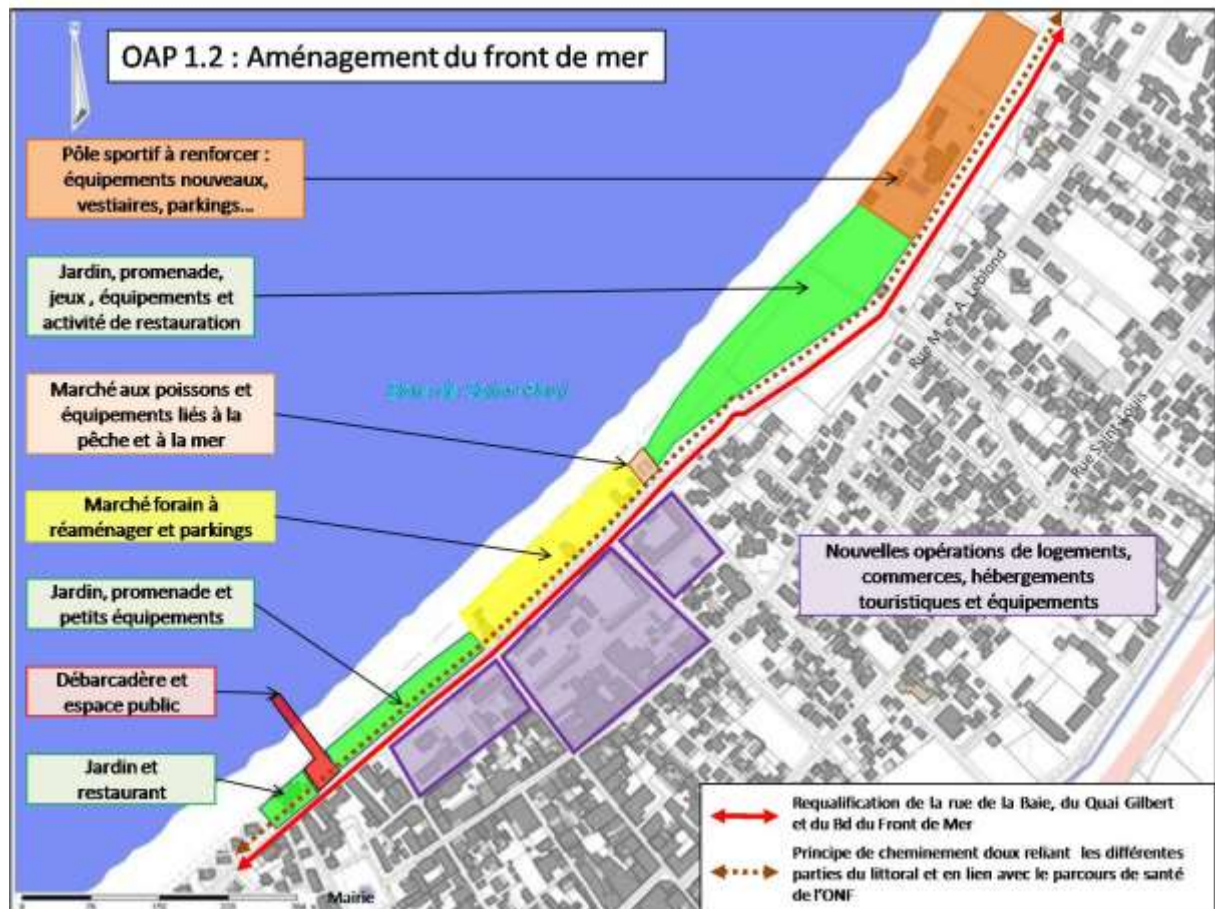 OAP 1.2 : Aménagement du front de mer
Pôle sportif à renforcer :
équipements nouveaux,
vestiaires, parkings...
Jardin, promenade,
jeux , équipements et
activité de restauration
Marché aux poissons et
équipements liés à la
pêche et à la mer
Marché forain à
réaménager et parkings
Jardin, promenade et
petits équipements
Débarcadère et
espace public
Jardin et
restaurant
Rue M. et A. Leblond
Rue Saint-Louis
Nouvelles opérations de logements,
commerces, hébergements
touristiques et équipements
Requalification de la rue de la Baie, du Quai Gilbert
et du Bd du Front de Mer
Principe de cheminement doux reliant les différentes
parties du littoral et en lien avec le parcours de santé
de l'ONF
Mairie
0